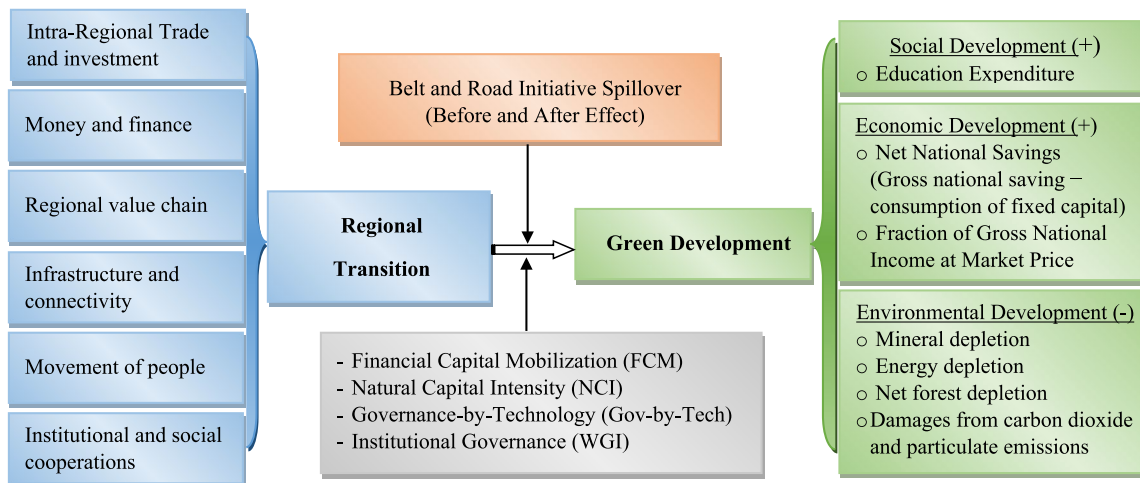 Intra-Regional Trade
and investment
Money and finance
Regional value chain
Infrastructure and
connectivity
Movement of people
Institutional and social
cooperations
Regional
Transition
Belt and Road Initiative Spillover
(Before and After Effect)
- Financial Capital Mobilization (FCM)
- Natural Capital Intensity (NCI)
- Governance-by-Technology (Gov-by-Tech)
- Institutional Governance (WGI)
Green Development
Social Development (+)
o Education Expenditure
Economic Development (+)
o Net National Savings
(Gross national saving −
consumption of fixed capital)
o Fraction of Gross National
Income at Market Price
Environmental Development (-)
o Mineral depletion
o Energy depletion
o Net forest depletion
o Damages from carbon dioxide
and particulate emissions